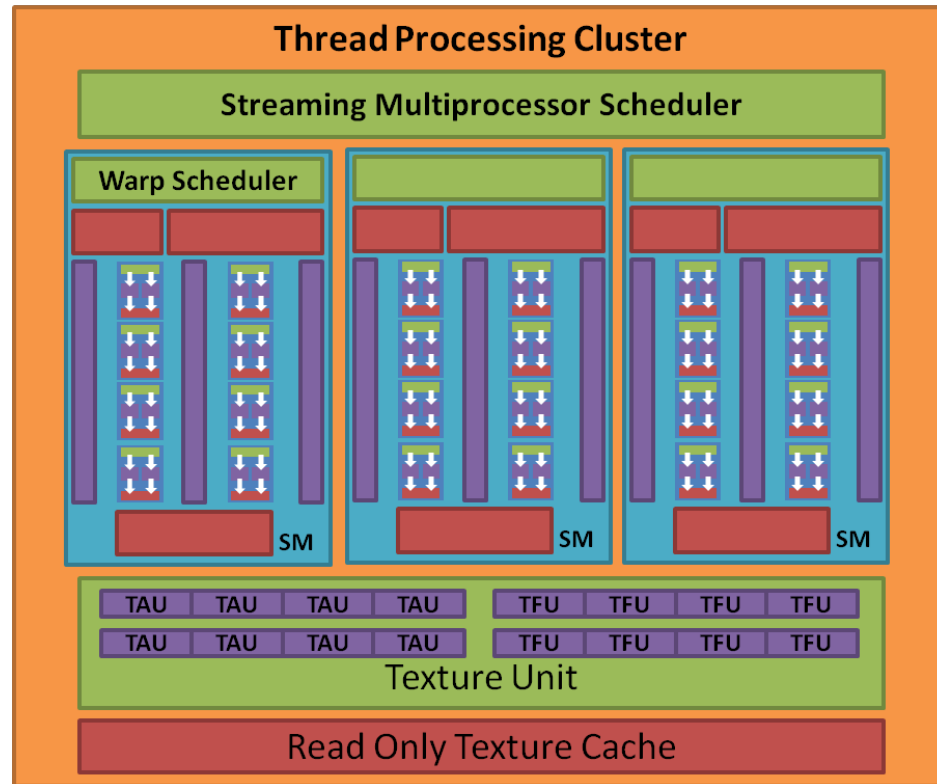 Thread Processing Cluster
Streaming Multiprocessor Scheduler
Warp Scheduler
SM
SM
SM
TAU TAU TAU TAU TFU TFU TFU TFU
TAU TAU TAU TAU TFU TFU TFU TFU
Texture Unit
Read Only Texture Cache